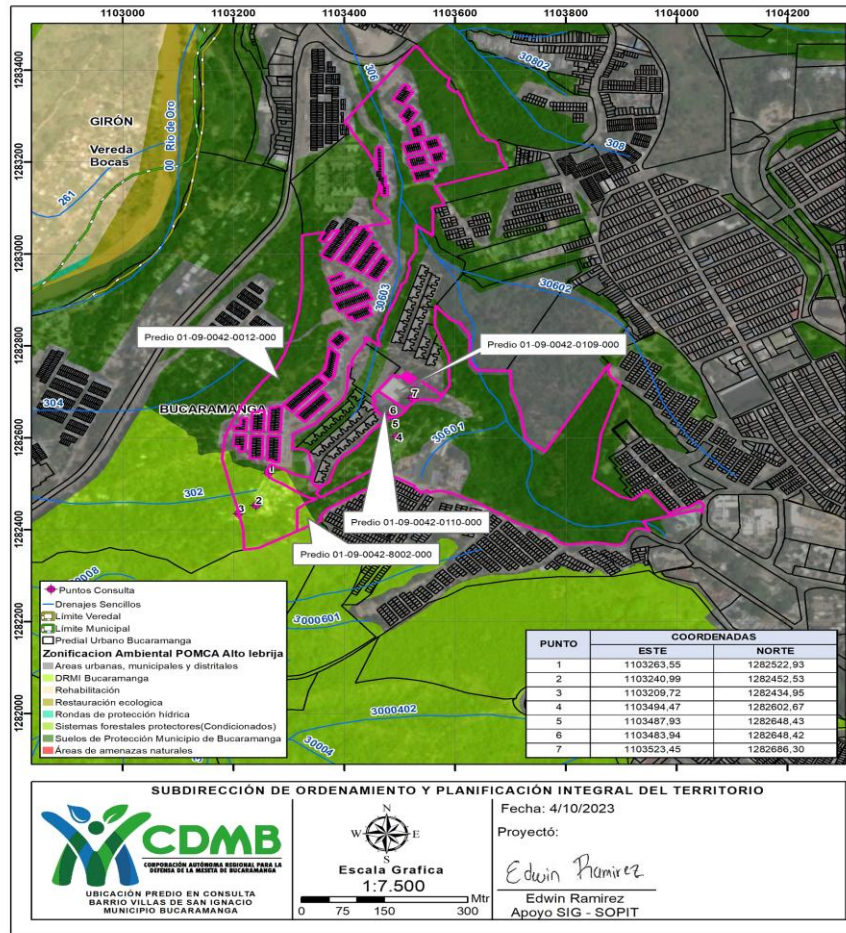 1103000 1103200 1103400 1103600 1103800 1104000 1104200
1283400
1283200
1283000
1282800
1282600
1282400
1282200
1282000
GIRÓN
Vereda
Bocas
00 Rio de Oro
261
306
30802
308
30603
30602
Predio 01-09-0042-0012-000
Predio 01-09-0042-0109-000
304
BUCARAMANGA
7
6
5
4
30601
1
302
2
3
Predio 01-09-0042-0110-000
Predio 01-09-0042-8002-000
3000601
3000402
30004
Puntos Consulta
Drenajes Sencillos
Límite Veredal
Límite Municipal
Predial Urbano Bucaramanga
Zonificacion Ambiental POMCA Alto lebrija
Areas urbanas, municipales y distritales
DRMI Bucaramanga
Rehabilitación
Restauración ecologica
Rondas de protección hídrica
Sistemas forestales protectores(Condicionados)
Suelos de Protección Municipio de Bucaramanga
Áreas de amenazas naturales
PUNTO COORDENADAS
ESTE NORTE
1 1103263,55 1282522,93
2 1103240,99 1282452,53
3 1103209,72 1282434,95
4 1103494,47 1282602,67
5 1103487,93 1282648,43
6 1103483,94 1282648,42
7 1103523,45 1282686,30
SUBDIRECCIÓN DE ORDENAMIENTO Y PLANIFICACIÓN INTEGRAL DEL TERRITORIO
CDMB
CORPORACIÓN AUTÓNOMA REGIONAL PARA LA
DEFENSA DE LA MESETA DE BUCARAMANGA
UBICACIÓN PREDIO EN CONSULTA
BARRIO VILLAS DE SAN IGNACIO
MUNICIPIO BUCARAMANGA
N
W E
S
Escala Grafica
1:7.500
Mtr
0 75 150 300
Fecha: 4/10/2023
Proyectó:
Edwin Ramirez
Edwin Ramirez
Apoyo SIG - SOPIT